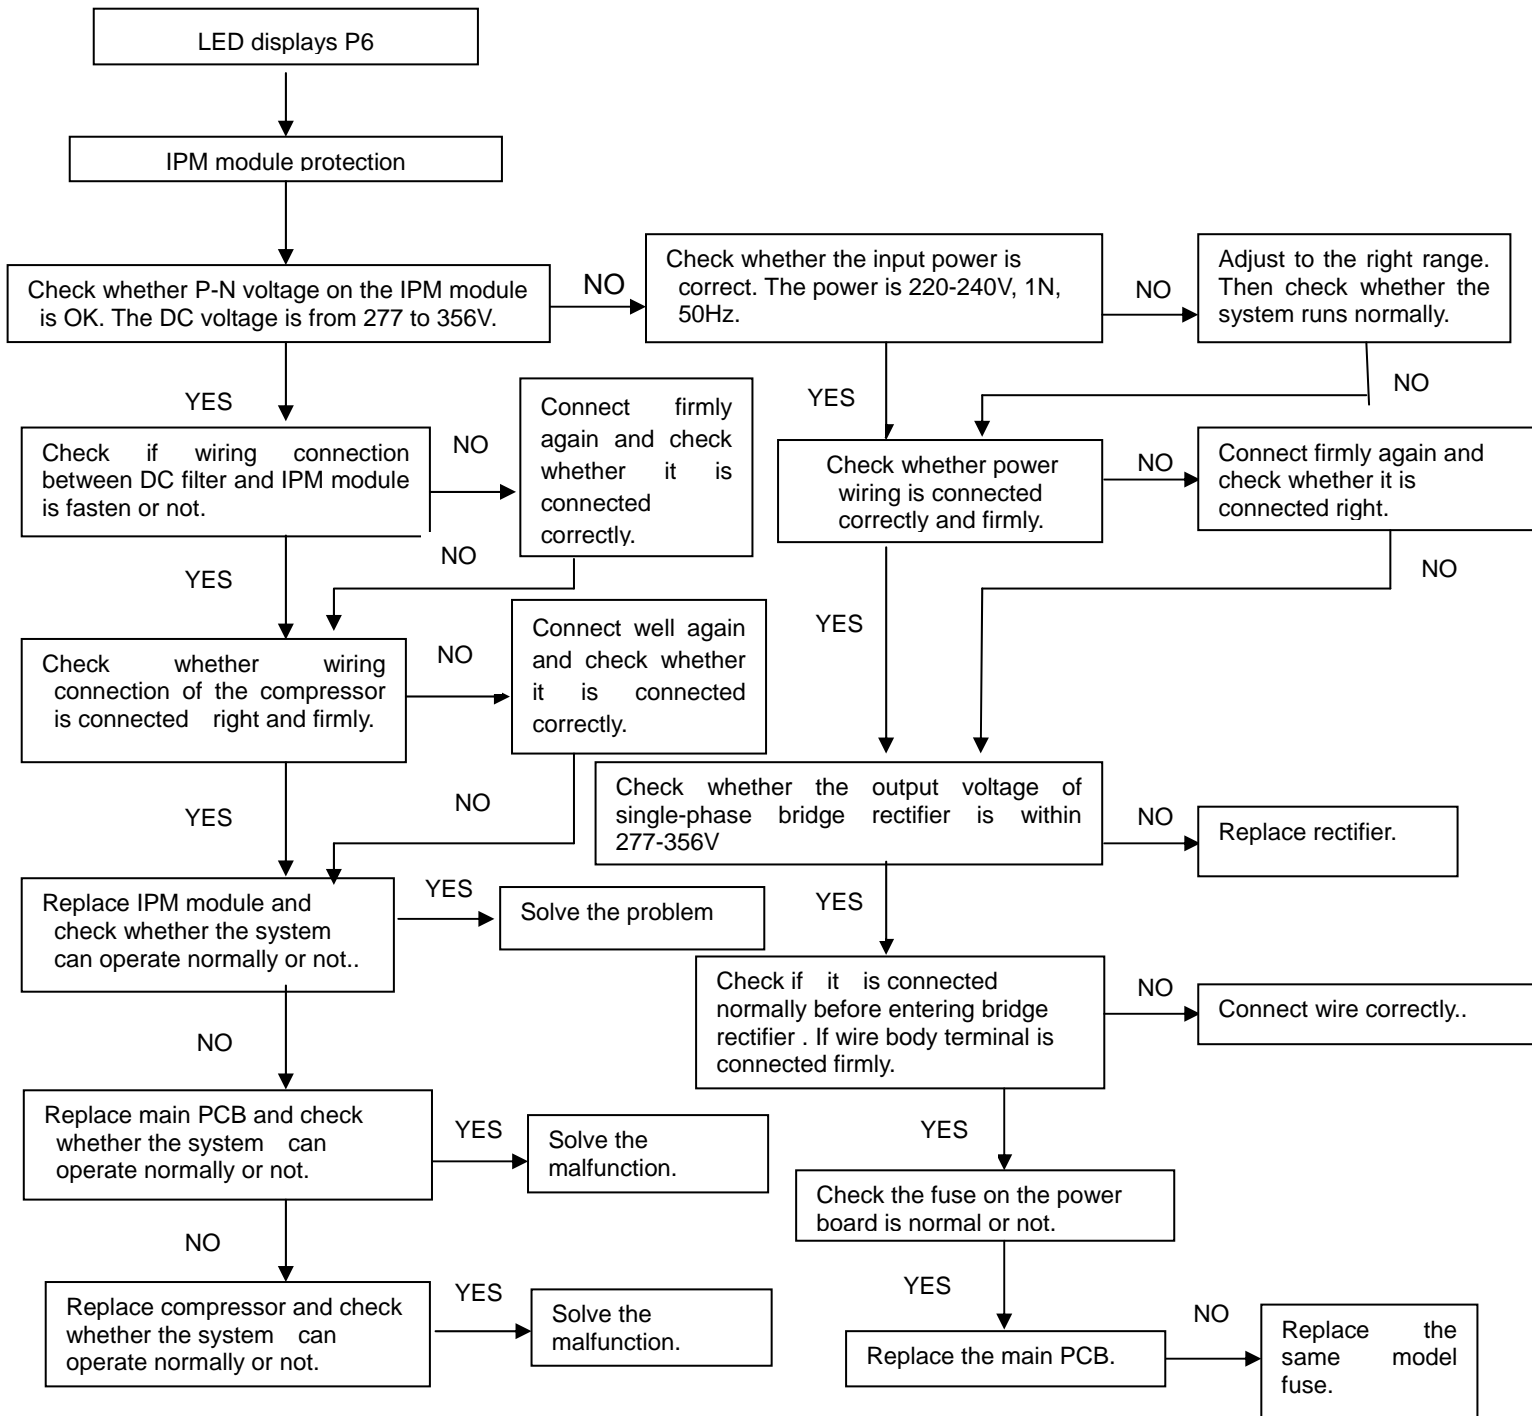 LED displays P6
IPM module protection
Check whether P-N voltage on the IPM module
is OK. The DC voltage is from 277 to 356V.
NO
Check whether the input power is
correct. The power is 220-240V, 1N,
50Hz.
NO
Adjust to the right range.
Then check whether the
system runs normally.
YES
YES
NO
Check if wiring connection
between DC filter and IPM module
is fasten or not.
NO
Connect firmly
again and check
whether it is
connected
correctly.
Check whether power
wiring is connected
correctly and firmly.
NO
Connect firmly again and
check whether it is
connected right.
YES
NO
YES
NO
Check whether wiring
connection of the compressor
is connected right and firmly.
NO
Connect well again
and check whether
it is connected
correctly.
YES
NO
Check whether the output voltage of
single-phase bridge rectifier is within
277-356V
NO
Replace rectifier.
Replace IPM module and
check whether the system
can operate normally or not..
YES
Solve the problem
YES
Check if it is connected
normally before entering bridge
rectifier . If wire body terminal is
connected firmly.
NO
Connect wire correctly..
NO
Replace main PCB and check
whether the system can
operate normally or not.
YES
Solve the
malfunction.
YES
Check the fuse on the power
board is normal or not.
NO
YES
Replace compressor and check
whether the system can
operate normally or not.
YES
Solve the
malfunction.
Replace the main PCB.
NO
Replace the
same model
fuse.